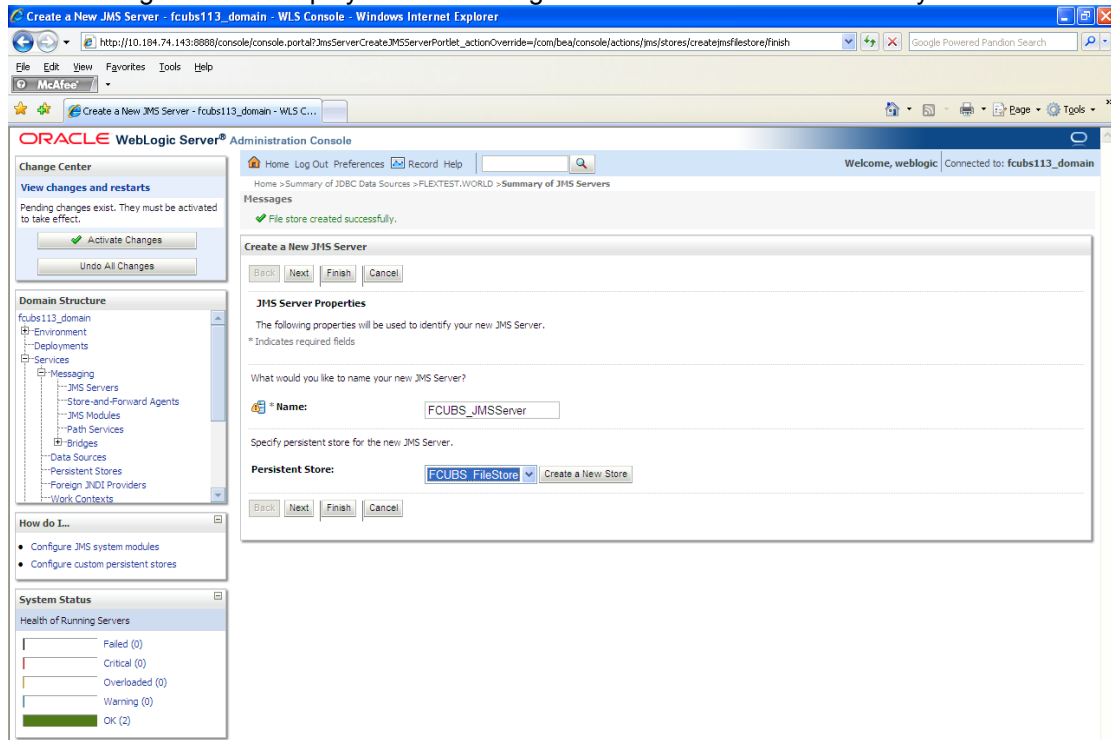 Create a New JMS Server - fcubs113_domain - WLS Console - Windows Internet Explorer
http://10.184.74.143:8888/console/console.portal?JmsServerCreateJMSServerPortlet_actionOverride=/com/bea/console/actions/jms/stores/createjmsfilestore/finish
Google Powered Pandion Search
File Edit View Favorites Tools Help
McAfee
Create a New JMS Server - fcubs113_domain - WLS C...
Page Tools
ORACLE WebLogic Server® Administration Console
Change Center
View changes and restarts
Pending changes exist. They must be activated
to take effect.
Activate Changes
Undo All Changes
Domain Structure
fcubs113_domain
Environment
Deployments
Services
Messaging
JMS Servers
Store-and-Forward Agents
JMS Modules
Path Services
Bridges
Data Sources
Persistent Stores
Foreign JNDI Providers
Work Contexts
How do I...
Configure JMS system modules
Configure custom persistent stores
System Status
Health of Running Servers
Failed (0)
Critical (0)
Overloaded (0)
Warning (0)
OK (2)
Home Log Out Preferences Record Help
Welcome, weblogic Connected to: fcubs113_domain
Home >Summary of JDBC Data Sources >FLEXTEST.WORLD >Summary of JMS Servers
Messages
File store created successfully.
Create a New JMS Server
Back Next Finish Cancel
JMS Server Properties
The following properties will be used to identify your new JMS Server.
* Indicates required fields
What would you like to name your new JMS Server?
* Name: FCUBS_JMSServer
Specify persistent store for the new JMS Server.
Persistent Store: FCUBS_FileStore Create a New Store
Back Next Finish Cancel